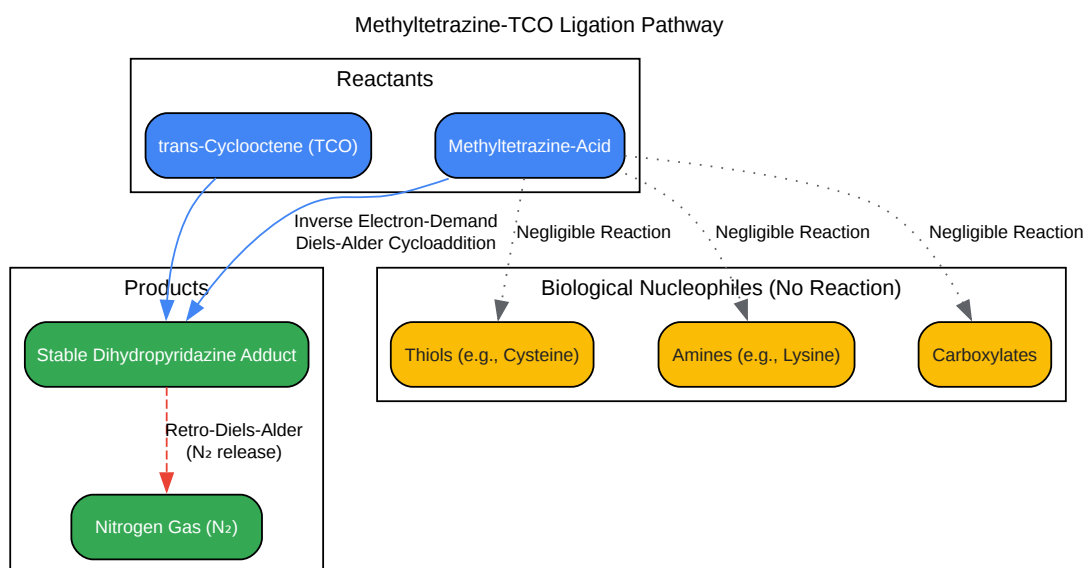 Methyltetrazine-TCO Ligation Pathway
Reactants
trans-Cyclooctene (TCO)
Methyltetrazine-Acid
Inverse Electron-Demand
Diels-Alder Cycloaddition
Negligible Reaction
Negligible Reaction
Negligible Reaction
Products
Biological Nucleophiles (No Reaction)
Stable Dihydropyridazine Adduct
Thiols (e.g., Cysteine)
Amines (e.g., Lysine)
Carboxylates
Retro-Diels-Alder
(N₂ release)
Nitrogen Gas (N₂)